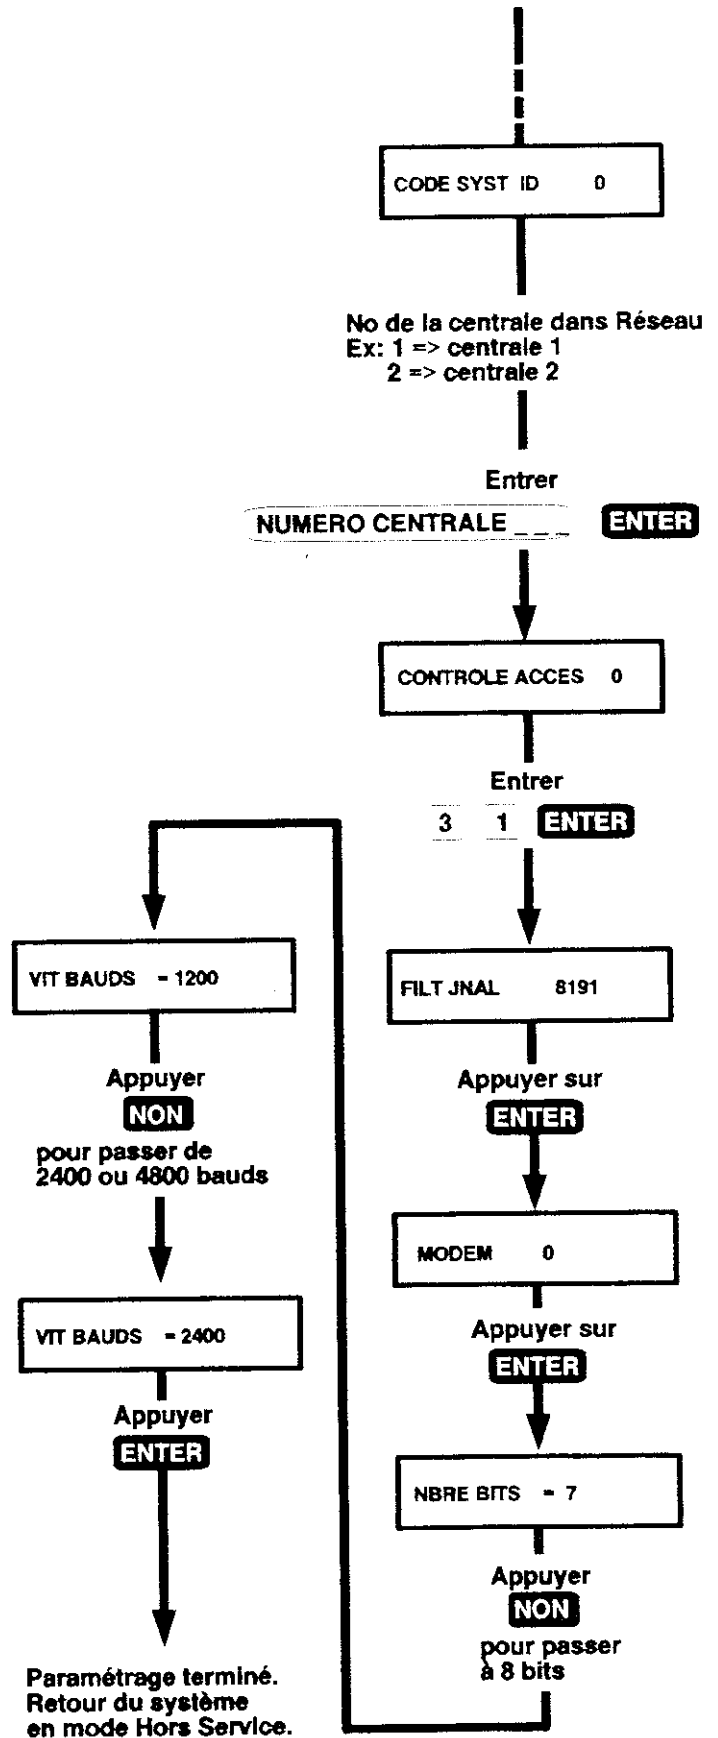 CODE SYST ID 0
No de la centrale dans Réseau
Ex: 1 => centrale 1
2 => centrale 2
Entrer
NUMERO CENTRALE _ _ _ ENTER
CONTROLE ACCES 0
Entrer
3 1 ENTER
FILT JNAL 8191
Appuyer sur
ENTER
MODEM 0
Appuyer sur
ENTER
NBRE BITS = 7
Appuyer
NON
pour passer
à 8 bits
VIT BAUDS = 1200
Appuyer
NON
pour passer de
2400 ou 4800 bauds
VIT BAUDS = 2400
Appuyer
ENTER
Paramétrage terminé.
Retour du système
en mode Hors Service.